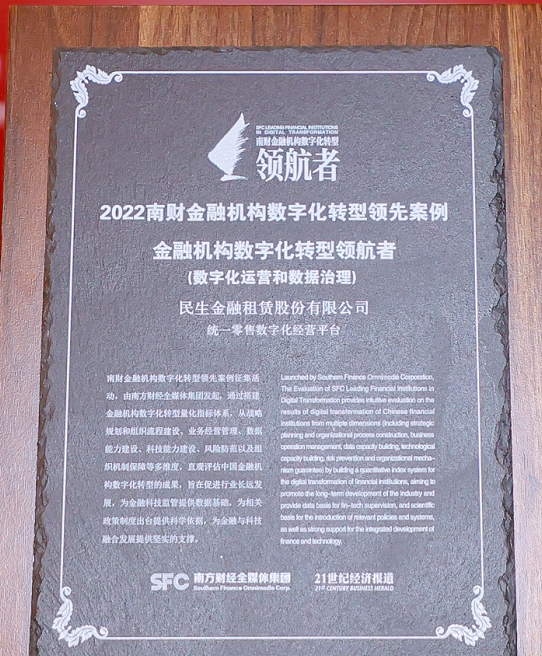 SFC LEADING FINANCIAL INSTITUTIONS
IN DIGITAL TRANSFORMATION
南财金融机构数字化转型
领航者
2022南财金融机构数字化转型领先案例
金融机构数字化转型领航者
(数字化运营和数据治理)
民生金融租赁股份有限公司
统一零售数字化经营平台
南财金融机构数字化转型领先案例征集活
动，由南方财经全媒体集团发起，通过搭建
金融机构数字化转型量化指标体系，从战略
规划和组织流程建设、业务经营管理、数据
能力建设、科技能力建设、风险防范以及组
织机制保障等多维度，直观评估中国金融机
构数字化转型的成果，旨在促进行业长远发
展，为金融科技监管提供数据基础，为相关
政策制度出台提供科学依据，为金融与科技
融合发展提供坚实的支撑。
Launched by Southern Finance Omnimedia Corporation,
The Evaluation of SFC Leading Financial Institutions in
Digital Transformation provides intuitive evaluation on the
results of digital transformation of Chinese financial
institutions from multiple dimensions (including strategic
planning and organizational process construction, business
operation management, data capacity building, technological
capacity building, risk prevention and organizational mecha-
nism guarantee) by building a quantitative index system for
the digital transformation of financial institutions, aiming to
promote the long-term development of the industry and
provide data basis for fin-tech supervision, and scientific
basis for the introduction of relevant policies and systems,
as well as strong support for the integrated development of
finance and technology.
SFC 南方财经全媒体集团
Southern Finance Omnimedia Corp.
21世纪经济报道
21ST CENTURY BUSINESS HERALD